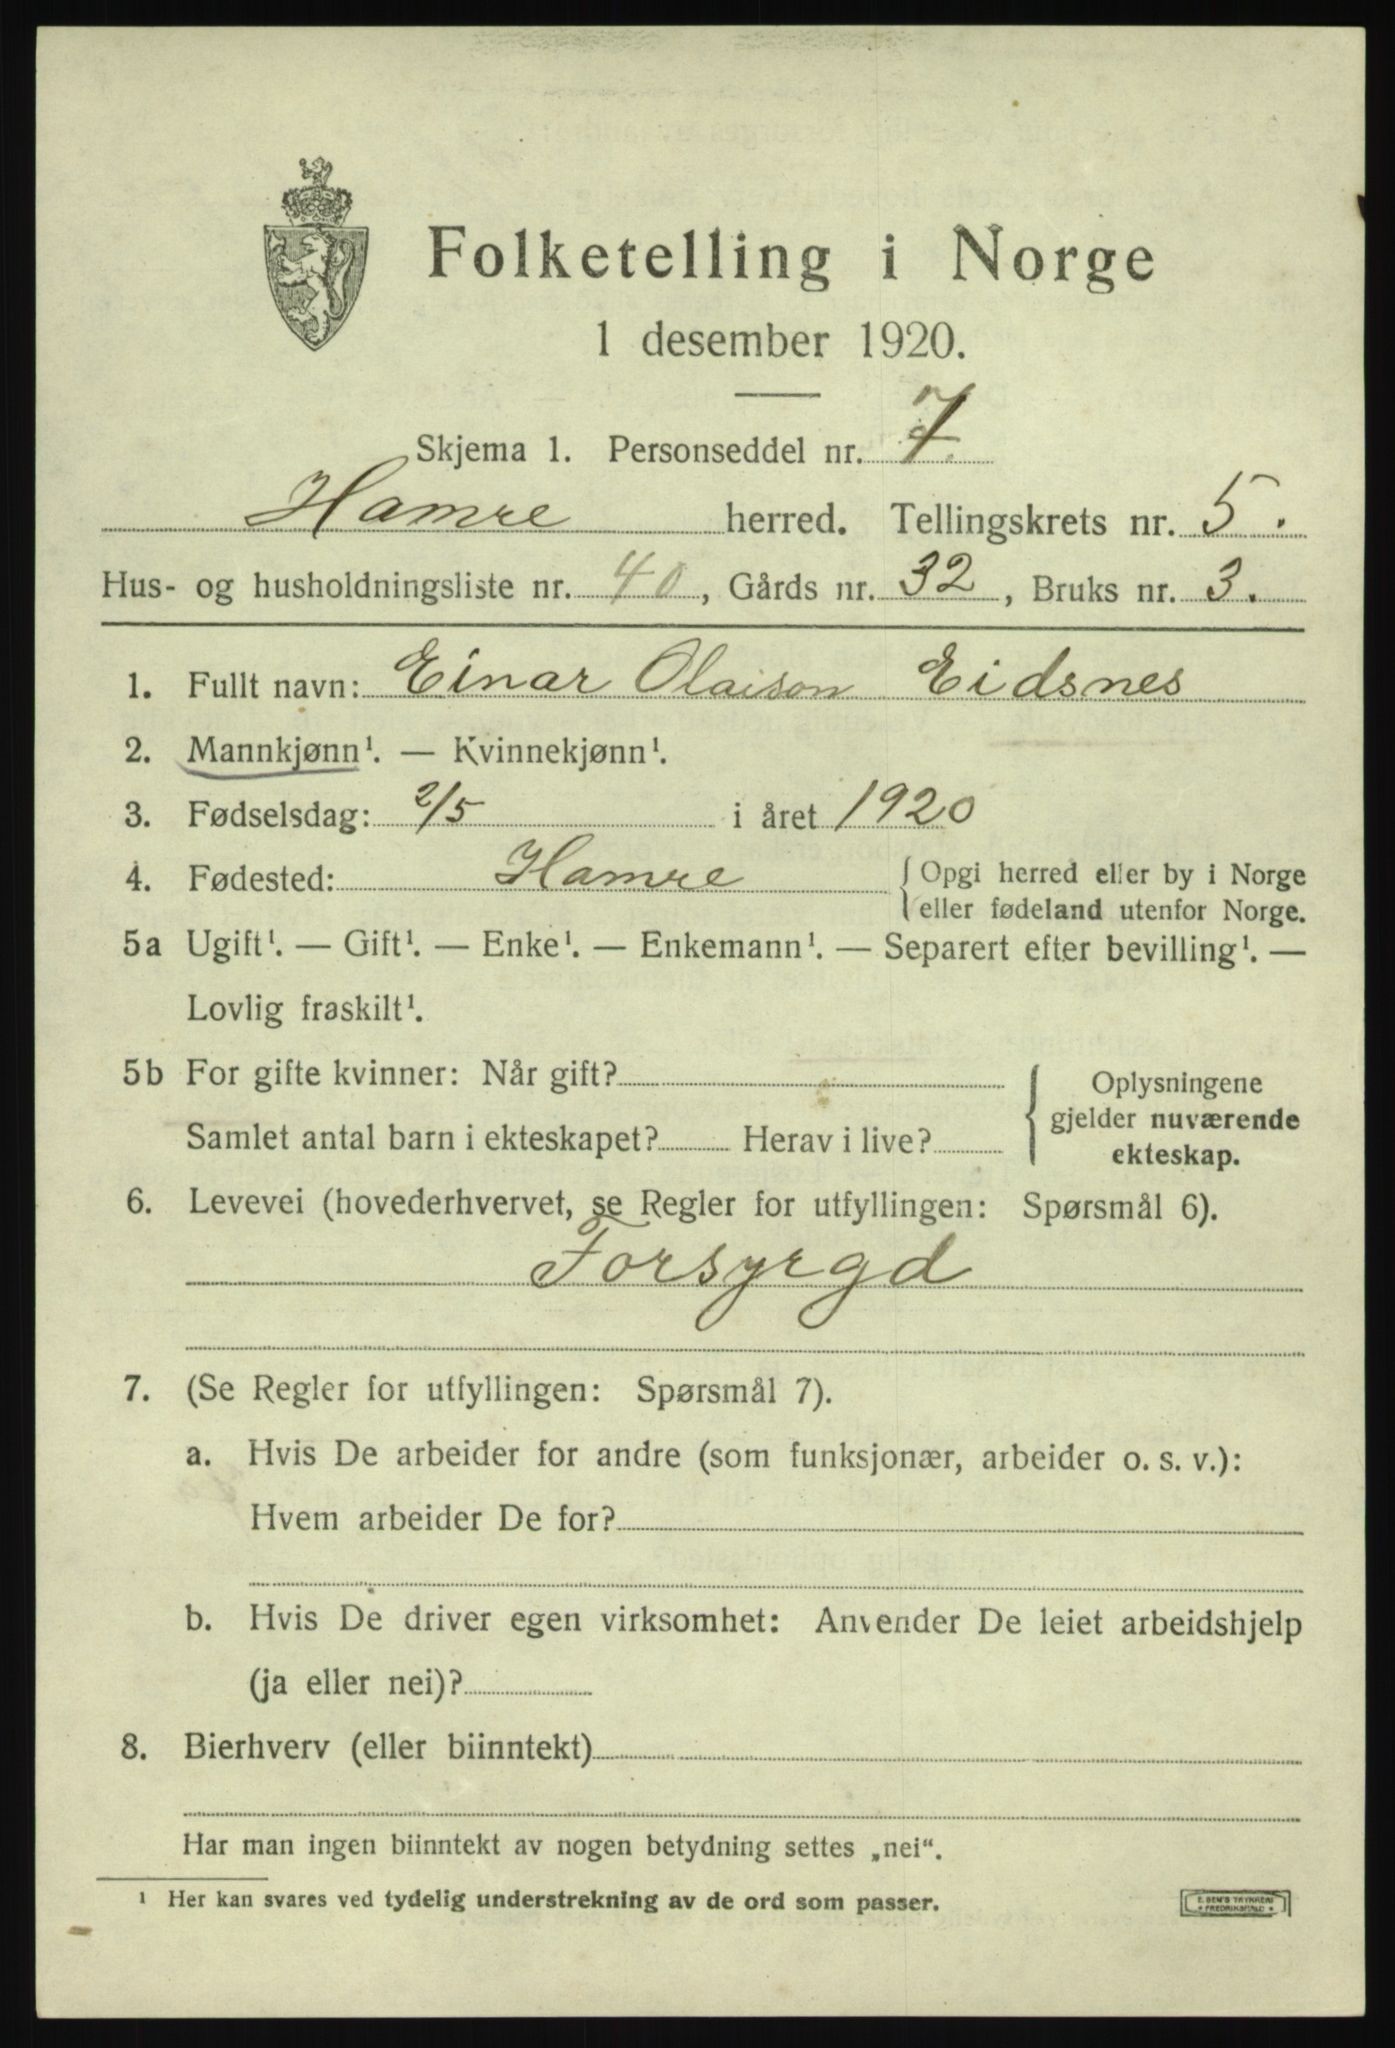 Folketelling i Norge
1 desember 1920.
Skjema 1. Personseddel nr. 7.
Hamre herred. Tellingskrets nr. 5.
Hus- og husholdningsliste nr. 40, Gårds nr. 32, Bruks nr. 3.
1. Fullt navn: Einar Olaison Eidsnes
2. Mannkjønn¹. — Kvinnekjønn¹.
3. Fødselsdag: 2/5 i året 1920
4. Fødested: Hamre { Opgi herred eller by i Norge
eller fødeland utenfor Norge.
5a Ugift¹. — Gift¹. — Enke¹. — Enkemann¹. — Separert efter bevilling¹. —
Lovlig fraskilt¹.
5b For gifte kvinner: Når gift?
Samlet antal barn i ekteskapet? Herav i live?
{ Oplysningene
gjelder nuværende
ekteskap.
6. Levevei (hovederhvervet, se Regler for utfyllingen: Spørsmål 6).
Forsyrgd
7. (Se Regler for utfyllingen: Spørsmål 7).
a. Hvis De arbeider for andre (som funksjonær, arbeider o. s. v.):
Hvem arbeider De for?
b. Hvis De driver egen virksomhet: Anvender De leiet arbeidshjelp
(ja eller nei)?
8. Bierhverv (eller biinntekt)
Har man ingen biinntekt av nogen betydning settes „nei“.
¹ Her kan svares ved tydelig understrekning av de ord som passer.
E. SEM'S TRYKKERI
FREDRIKSHALD